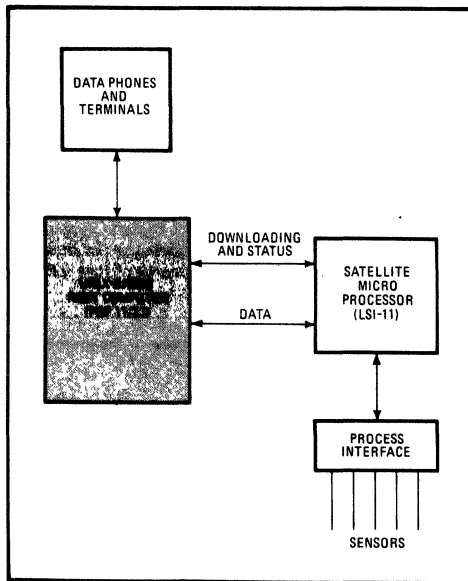 DATA PHONES
AND
TERMINALS
DOWNLOADING
AND STATUS
DATA
SATELLITE
MICRO
PROCESSOR
(LSI-11)
PROCESS
INTERFACE
SENSORS